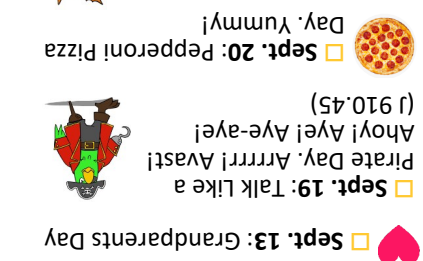 Sept. 13: Grandparents Day
Sept. 19: Talk Like a
Pirate Day. Arrrrr! Avast!
Ahoy! Aye! Aye-aye!
(J 910.45)
Sept. 20: Pepperoni Pizza
Day. Yummy!